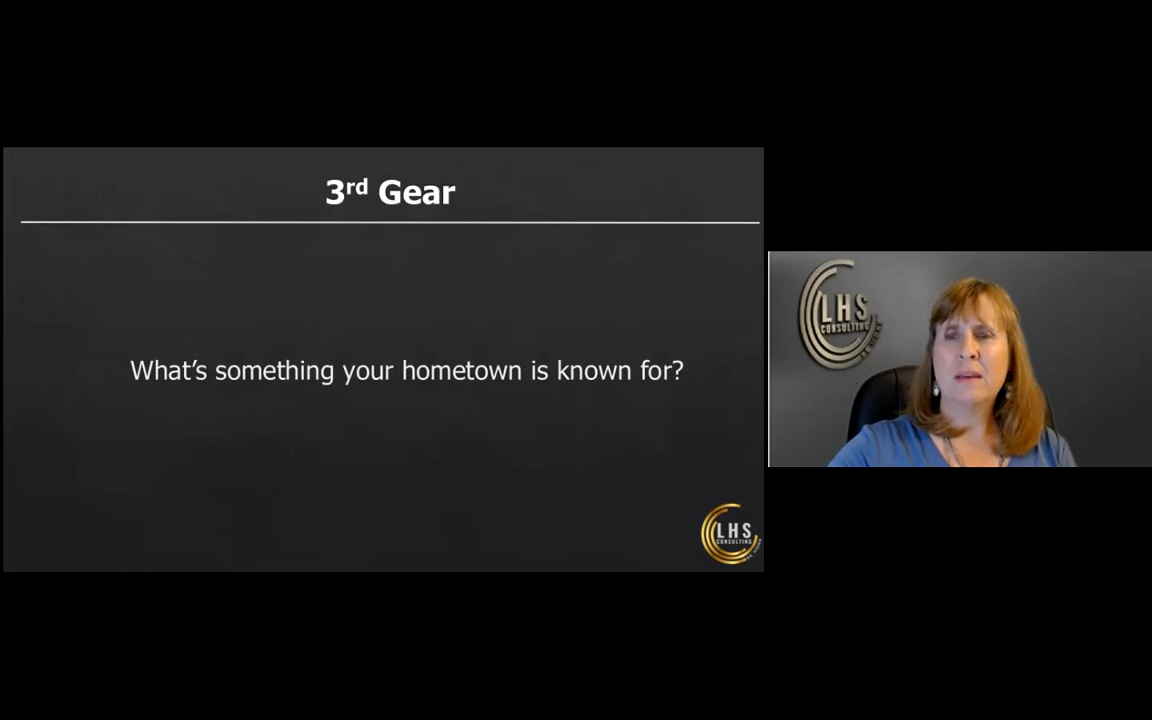 3rd Gear
What's something your hometown is known for?
LHS
CONSULTING
LHS
CONSULTING